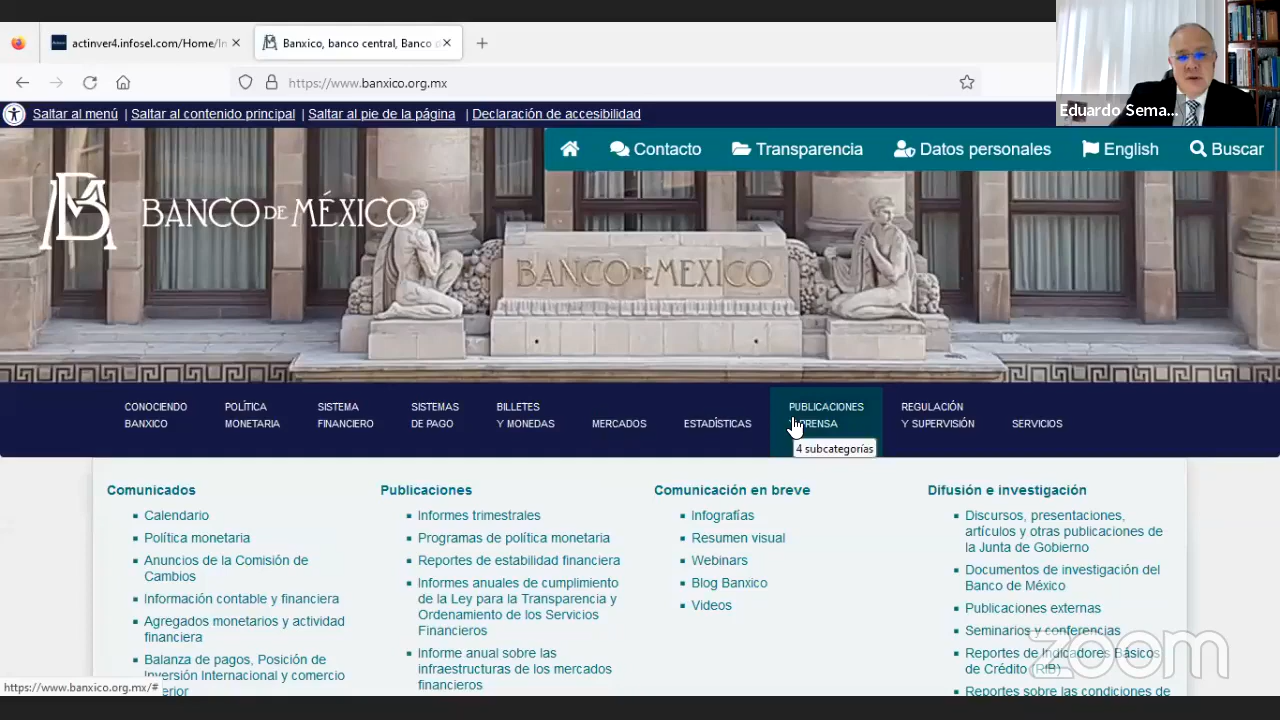 actinver4.infosel.com/Home/In
Banxico, banco central, Banco d
https://www.banxico.org.mx
Eduardo Sema...
Saltar al menú | Saltar al contenido principal | Saltar al pie de la página | Declaración de accesibilidad
Contacto Transparencia Datos personales English Buscar
BANCO DE MÉXICO
BANCO DE MEXICO
CONOCIENDO
BANXICO
POLÍTICA
MONETARIA
SISTEMA
FINANCIERO
SISTEMAS
DE PAGO
BILLETES
Y MONEDAS
MERCADOS
ESTADÍSTICAS
PUBLICACIONES
PRENSA
REGULACIÓN
Y SUPERVISIÓN
SERVICIOS
4 subcategorías
Comunicados
Calendario
Política monetaria
Anuncios de la Comisión de
Cambios
Información contable y financiera
Agregados monetarios y actividad
financiera
Balanza de pagos, Posición de
Inversión Internacional y comercio
Publicaciones
Informes trimestrales
Programas de política monetaria
Reportes de estabilidad financiera
Informes anuales de cumplimiento
de la Ley para la Transparencia y
Ordenamiento de los Servicios
Financieros
Informe anual sobre las
infraestructuras de los mercados
financieros
Comunicación en breve
Infografías
Resumen visual
Webinars
Blog Banxico
Videos
Difusión e investigación
Discursos, presentaciones,
artículos y otras publicaciones de
la Junta de Gobierno
Documentos de investigación del
Banco de México
Publicaciones externas
Seminarios y conferencias
Reportes de Indicadores Básicos
de Crédito (RIB)
Reportes sobre las condiciones de
https://www.banxico.org.mx/#
zoom